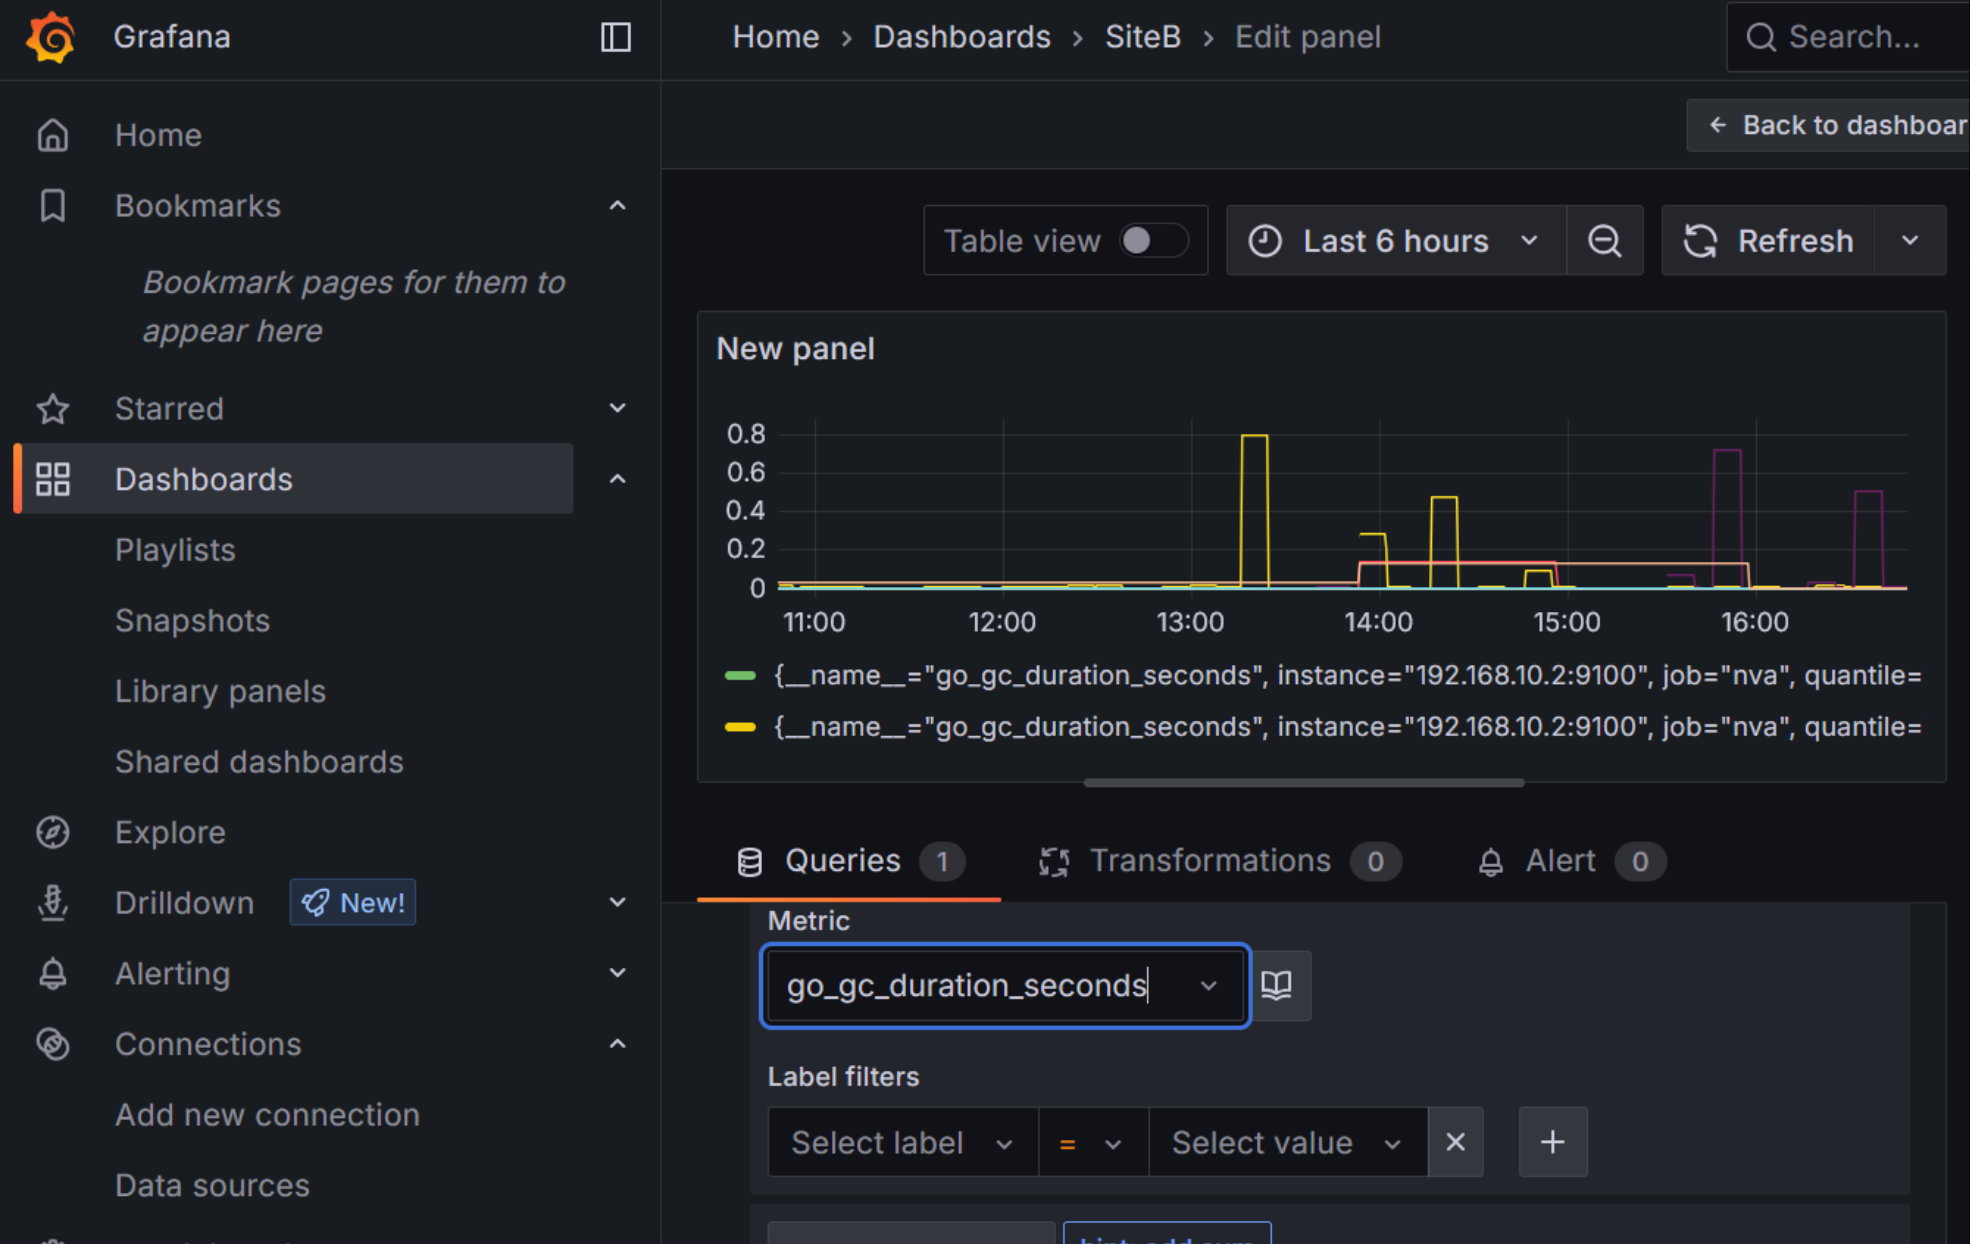 Grafana
Home › Dashboards › SiteB › Edit panel
Search...
← Back to dashboar
Home
Bookmarks
Bookmark pages for them to
appear here
Starred
Dashboards
Playlists
Snapshots
Library panels
Shared dashboards
Explore
Drilldown New!
Alerting
Connections
Add new connection
Data sources
Table view Last 6 hours Refresh
New panel
0.8
0.6
0.4
0.2
0
11:00 12:00 13:00 14:00 15:00 16:00
{__name__="go_gc_duration_seconds", instance="192.168.10.2:9100", job="nva", quantile=
{__name__="go_gc_duration_seconds", instance="192.168.10.2:9100", job="nva", quantile=
Queries 1 Transformations 0 Alert 0
Metric
go_gc_duration_seconds
Label filters
Select label = Select value × +